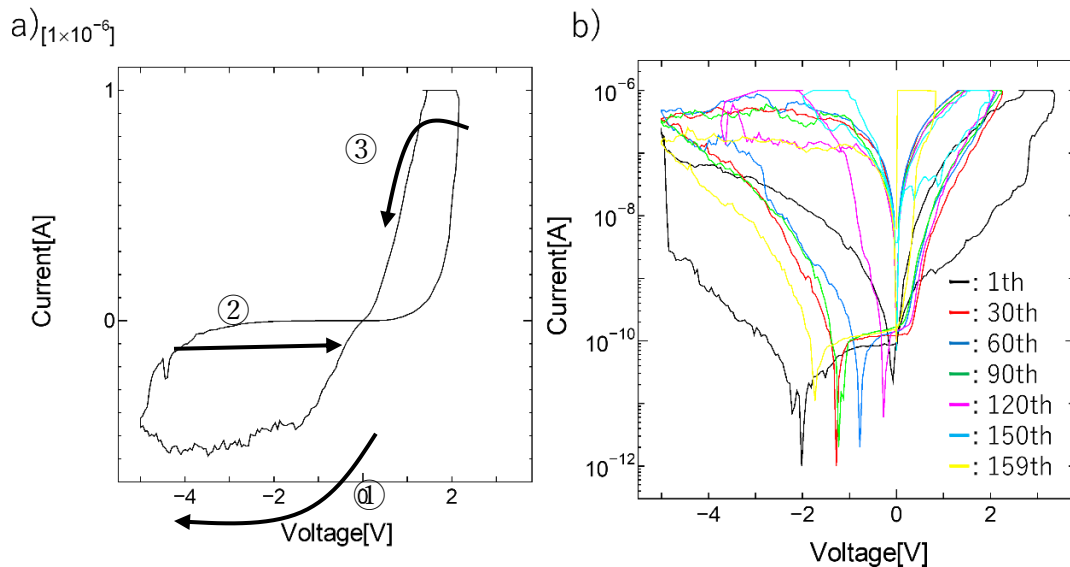 a)
[1×10⁻⁶]
1
0
Current[A]
③
②
①
−4 −2 0 2
Voltage[V]
b)
10⁻⁶
10⁻⁸
10⁻¹⁰
10⁻¹²
Current[A]
: 1th
: 30th
: 60th
: 90th
: 120th
: 150th
: 159th
−4 −2 0 2
Voltage[V]